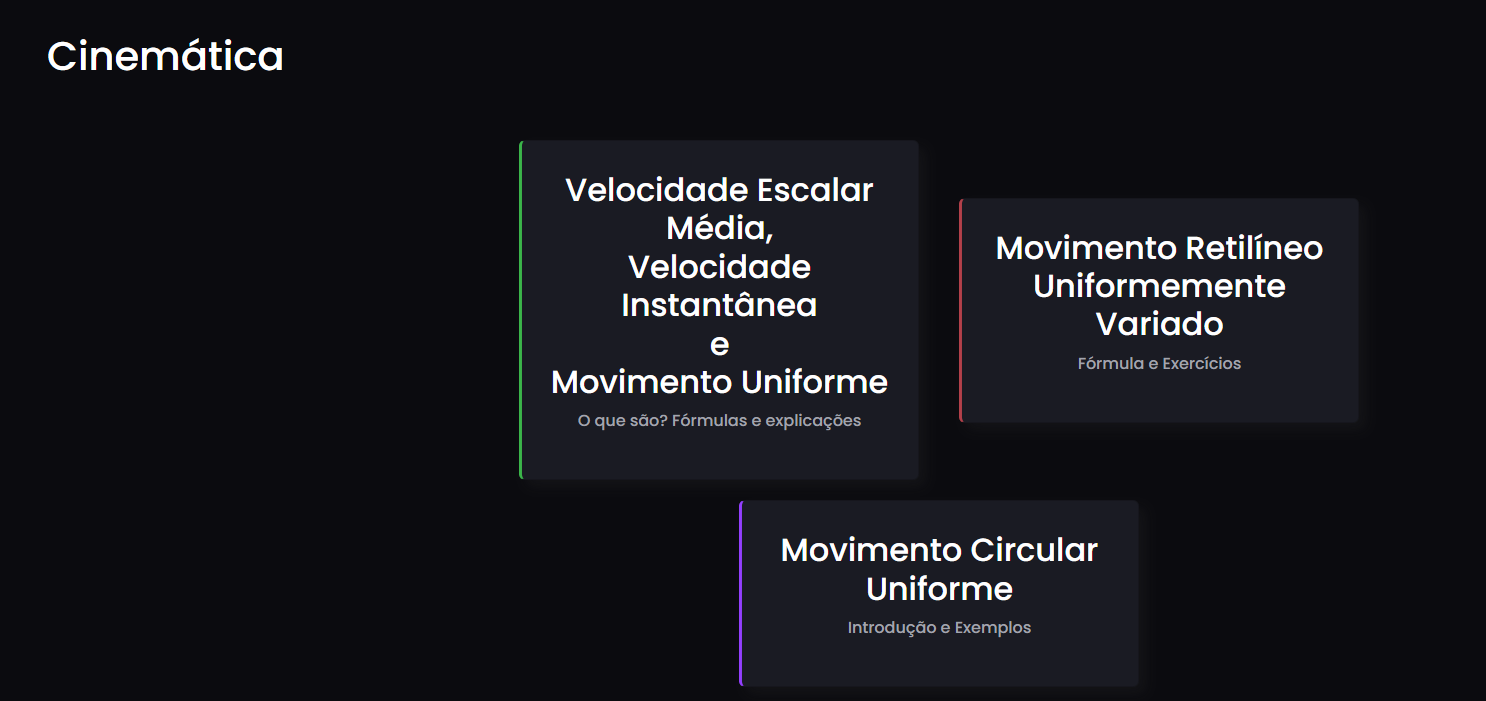 Cinemática
Velocidade Escalar
Média,
Velocidade
Instantânea
e
Movimento Uniforme
O que são? Fórmulas e explicações
Movimento Retilíneo
Uniformemente
Variado
Fórmula e Exercícios
Movimento Circular
Uniforme
Introdução e Exemplos